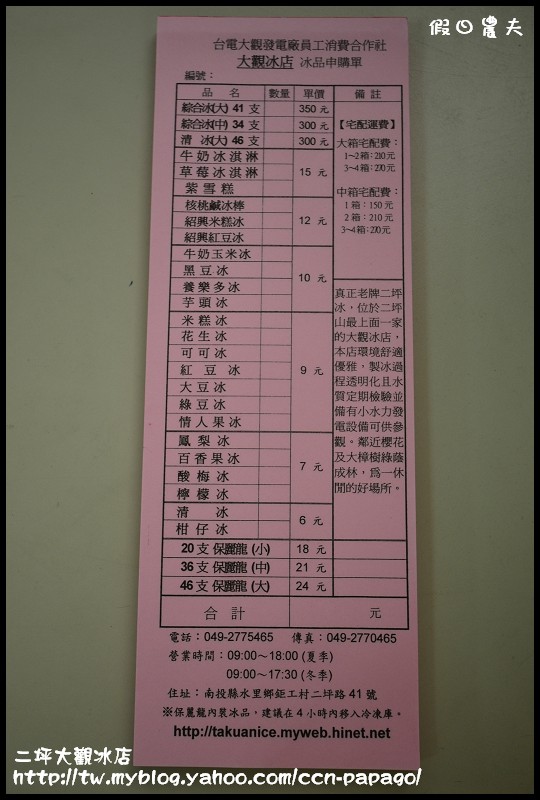 假日農夫
台電大觀發電廠員工消費合作社
大觀冰店 冰品申購單
編號：
品名 數量 單價 備註
綜合冰(大) 41 支 350 元
綜合冰(中) 34 支 300 元
清 冰(大) 46 支 300 元
【宅配運費】
大箱宅配費：
1～2箱：210元
3～4箱：270元
中箱宅配費：
1 箱：150元
2 箱：210元
3～4箱：270元
牛奶冰淇淋
草莓冰淇淋
紫雪糕
15 元
核桃鹹冰棒
紹興米糕冰
紹興紅豆冰
12 元
牛奶玉米冰
黑豆冰
養樂多冰
芋頭冰
10 元
米糕冰
花生冰
可可冰
紅豆冰
大豆冰
綠豆冰
情人果冰
9 元
鳳梨冰
百香果冰
酸梅冰
檸檬冰
7 元
清冰
柑仔冰
6 元
真正老牌二坪
冰，位於二坪
山最上面一家
的大觀冰店，
本店環境舒適
優雅，製冰過
程透明化且水
質定期檢驗並
備有小水力發
電設備可供參
觀。鄰近櫻花
及大樟樹綠蔭
成林，為一休
閒的好場所。
20 支 保麗龍 (小) 18 元
36 支 保麗龍 (中) 21 元
46 支 保麗龍 (大) 24 元
合計 元
電話：049-2775465 傳真：049-2770465
營業時間：09:00～18:00 (夏季)
09:00～17:30 (冬季)
住址：南投縣水里鄉鉅工村二坪路 41 號
※保麗龍內裝冰品，建議在 4 小時內移入冷凍庫。
http://takuanice.myweb.hinet.net
二坪大觀冰店
http://tw.myblog.yahoo.com/ccn-papago/